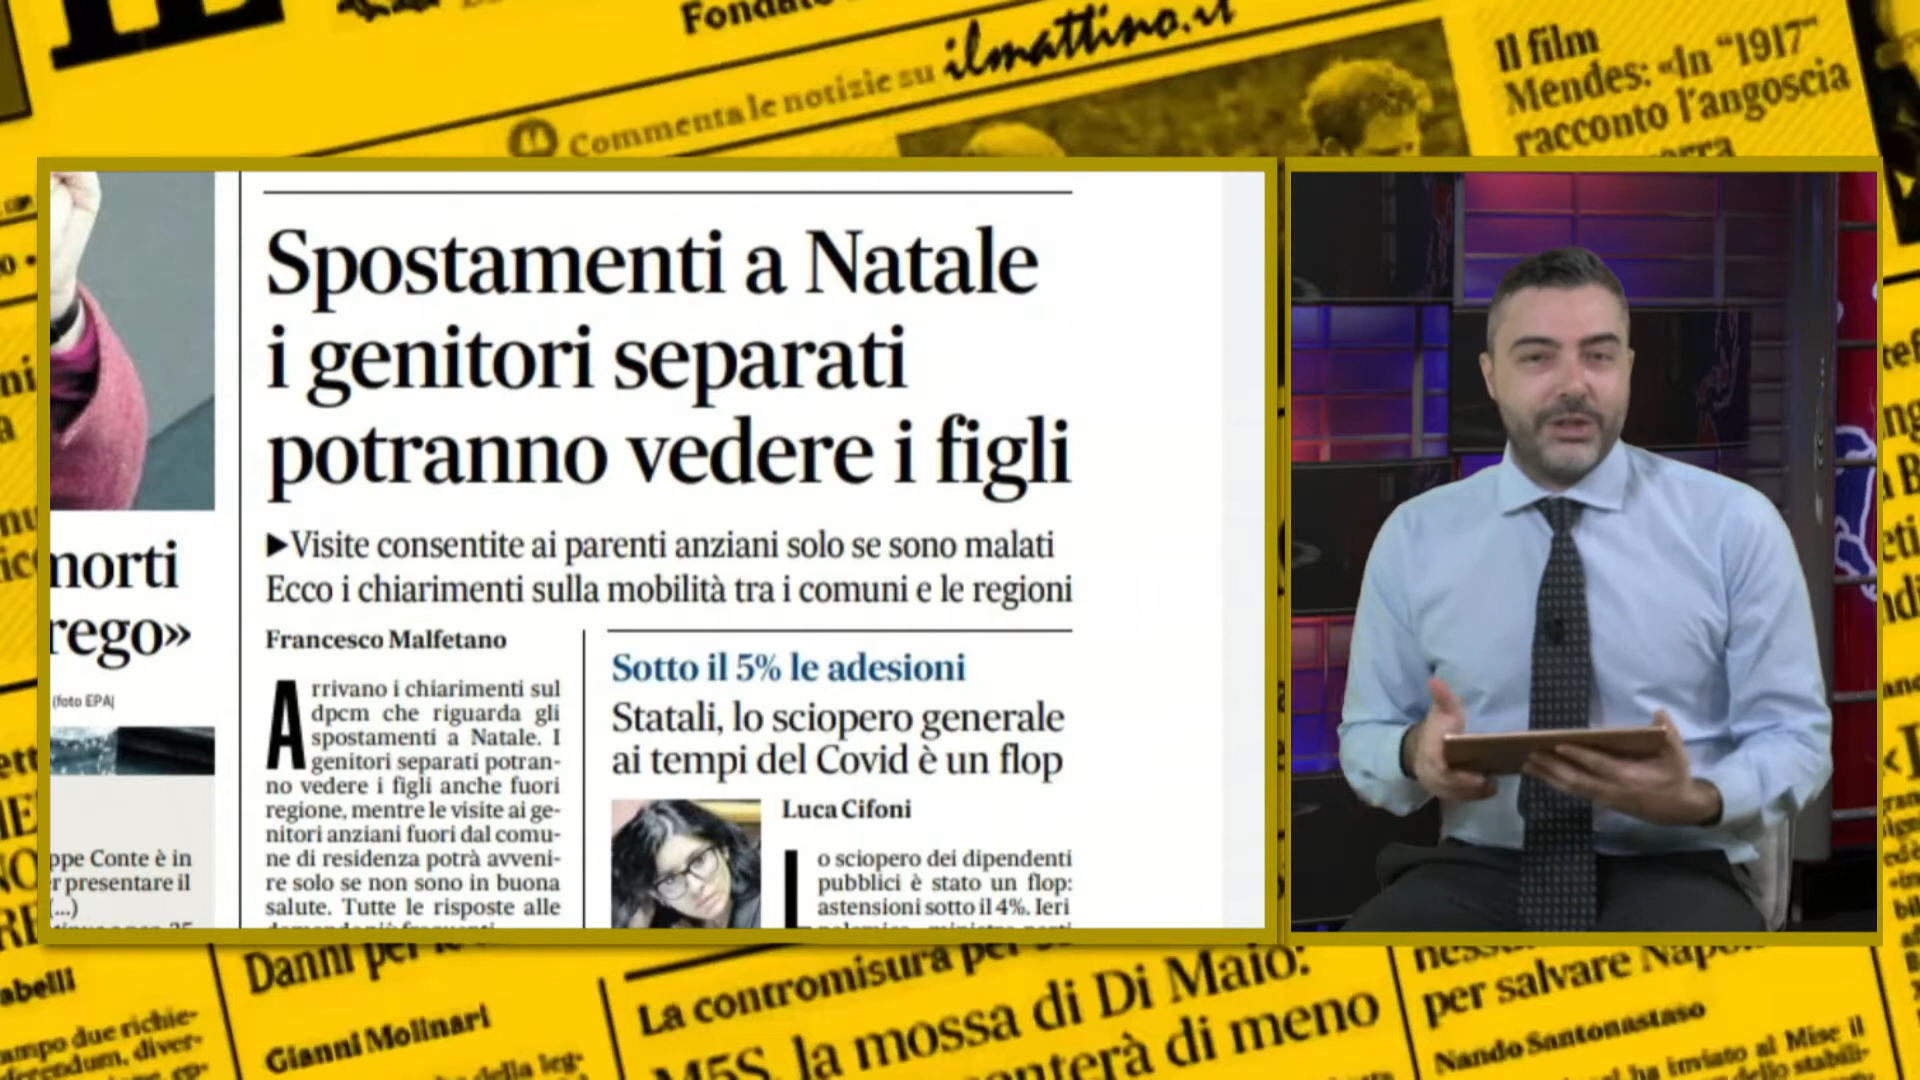 Fondato
Commenta le notizie su ilmattino.it
Il film
Mendes: «In “1917”
racconto l'angoscia
Spostamenti a Natale
i genitori separati
potranno vedere i figli
▶Visite consentite ai parenti anziani solo se sono malati
Ecco i chiarimenti sulla mobilità tra i comuni e le regioni
Francesco Malfetano
Arrivano i chiarimenti sul
dpcm che riguarda gli
spostamenti a Natale. I
genitori separati potran-
no vedere i figli anche fuori
regione, mentre le visite ai ge-
nitori anziani fuori dal comu-
ne di residenza potrà avveni-
re solo se non sono in buona
salute. Tutte le risposte alle
Sotto il 5% le adesioni
Statali, lo sciopero generale
ai tempi del Covid è un flop
Luca Cifoni
Lo sciopero dei dipendenti
pubblici è stato un flop:
astensioni sotto il 4%. Ieri
morti
rego»
(foto EPA)
ppe Conte è in
r presentare il
(...)
Danni per
Gianni Molinari
La contromisura per
M5S, la mossa di Di Maio:
di meno
per salvare Napoli
Nando Santonastaso
ha inviato al Mise il